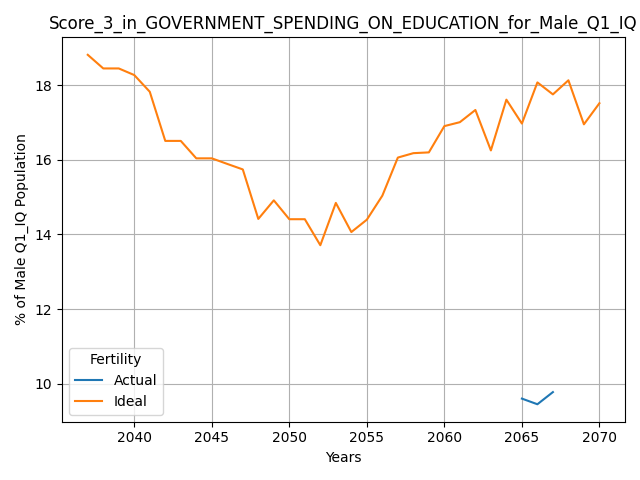 Score_3_in_GOVERNMENT_SPENDING_ON_EDUCATION_for_Male_Q1_IQ
% of Male Q1_IQ Population
18
16
14
12
10
Fertility
Actual
Ideal
2040 2045 2050 2055 2060 2065 2070
Years